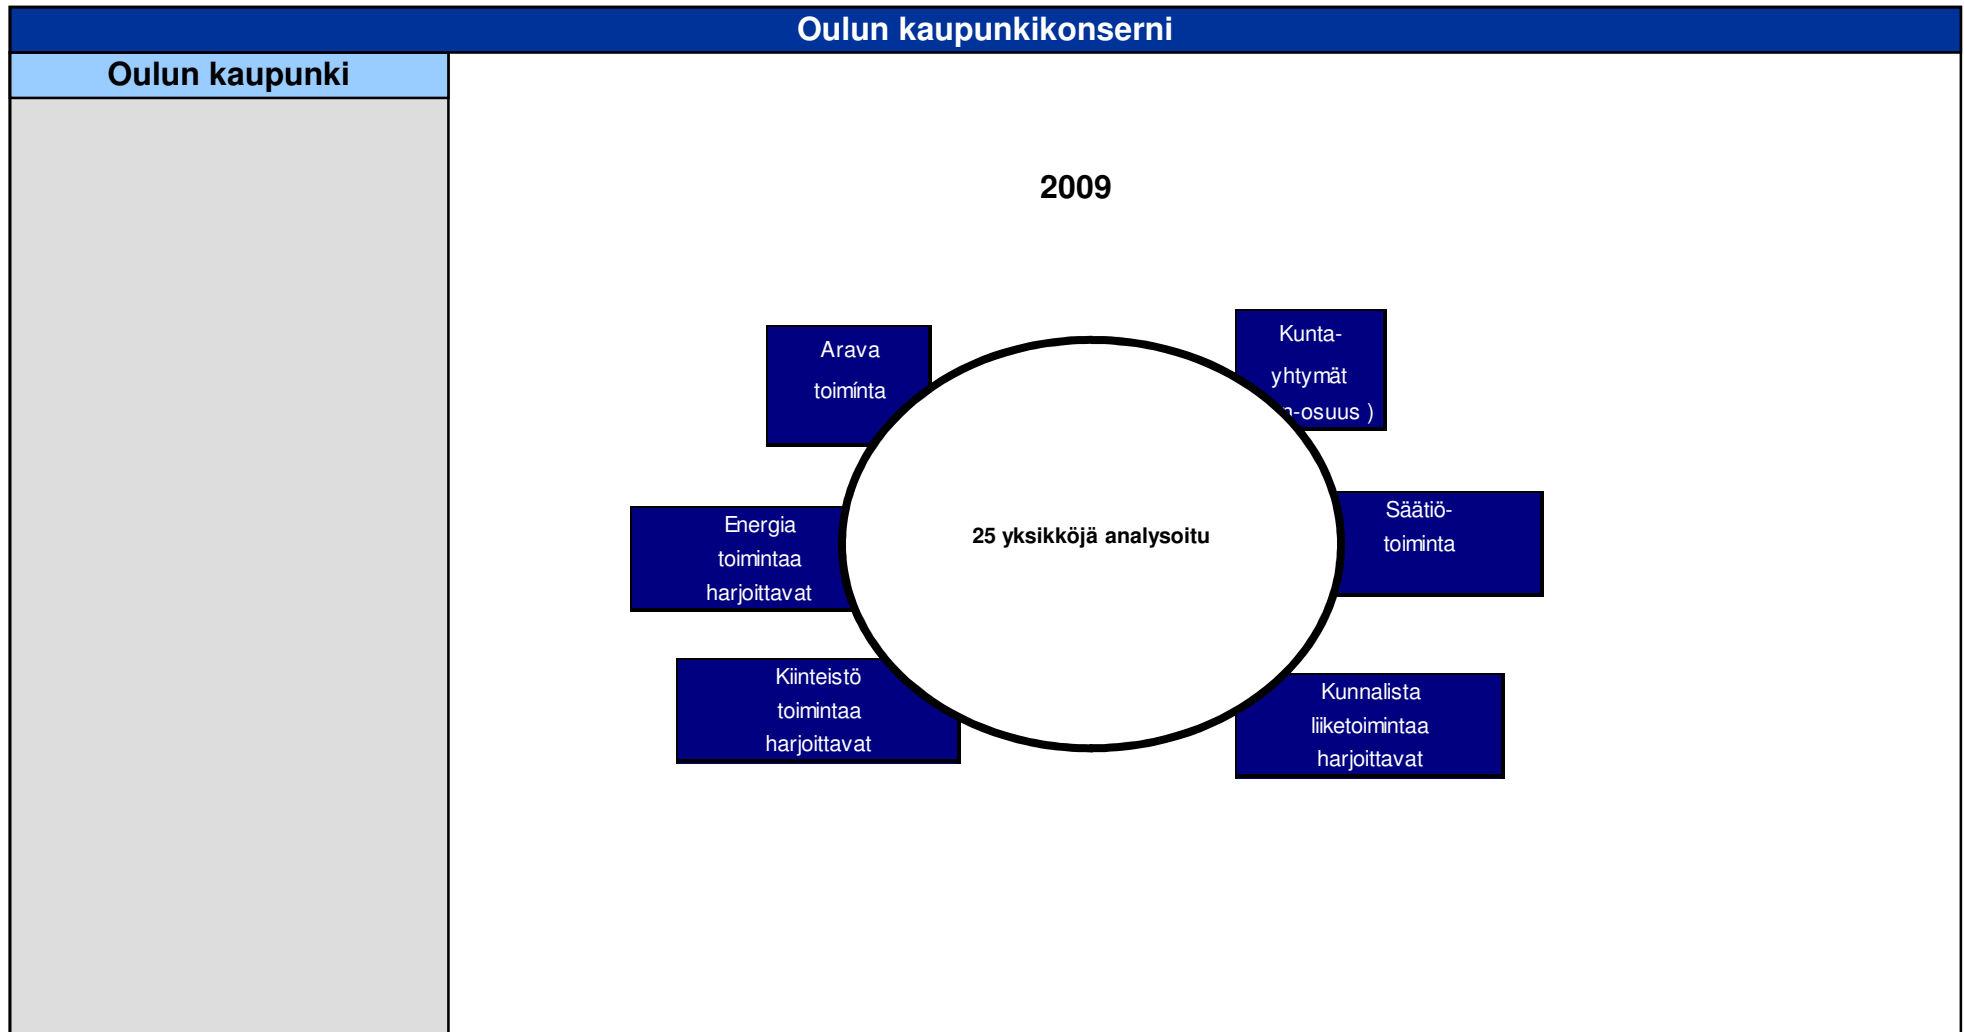 Oulun kaupunkikonserni
Oulun kaupunki
2009
Arava
toimínta
Kunta-
yhtymät
n-osuus )
Energia
toimintaa
harjoittavat
25 yksikköjä analysoitu
Säätiö-
toiminta
Kiinteistö
toimintaa
harjoittavat
Kunnalista
liiketoimintaa
harjoittavat